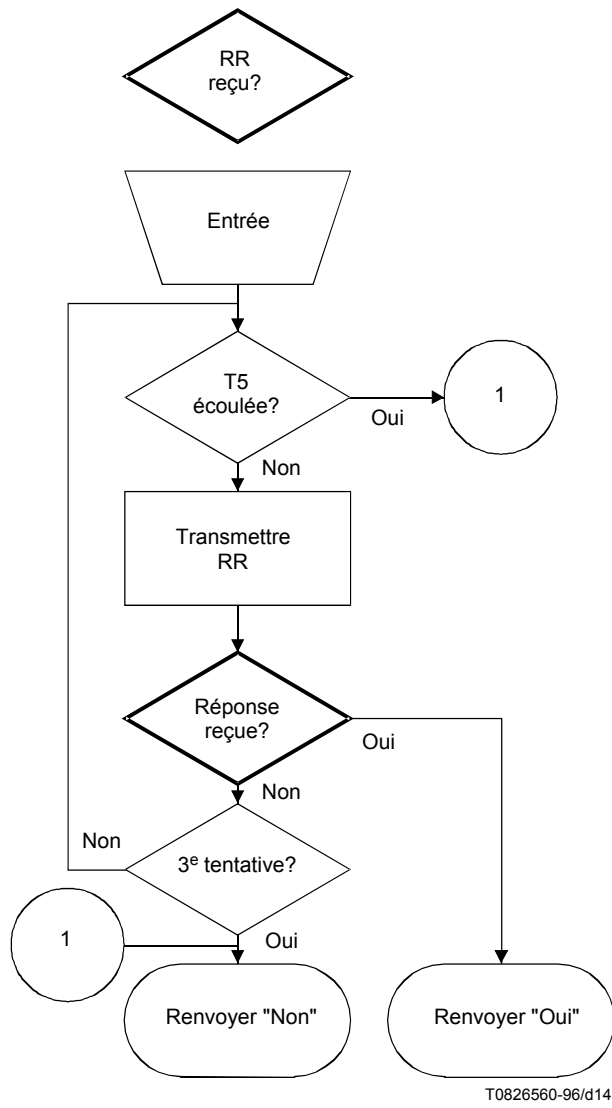 RR
reçu?
Entrée
T5
écoulée?
Oui
1
Non
Transmettre
RR
Réponse
reçue?
Oui
Non
Non
3e tentative?
1
Oui
Renvoyer "Non"
Renvoyer "Oui"
T0826560-96/d14